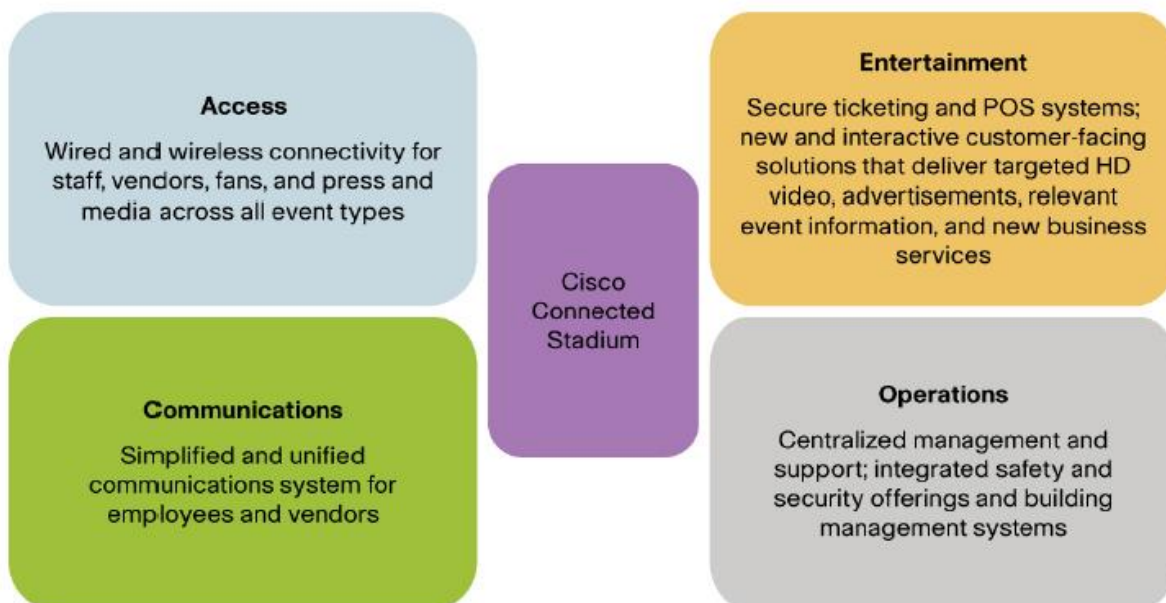 Access
Wired and wireless connectivity for
staff, vendors, fans, and press and
media across all event types
Entertainment
Secure ticketing and POS systems;
new and interactive customer-facing
solutions that deliver targeted HD
video, advertisements, relevant
event information, and new business
services
Cisco
Connected
Stadium
Communications
Simplified and unified
communications system for
employees and vendors
Operations
Centralized management and
support; integrated safety and
security offerings and building
management systems